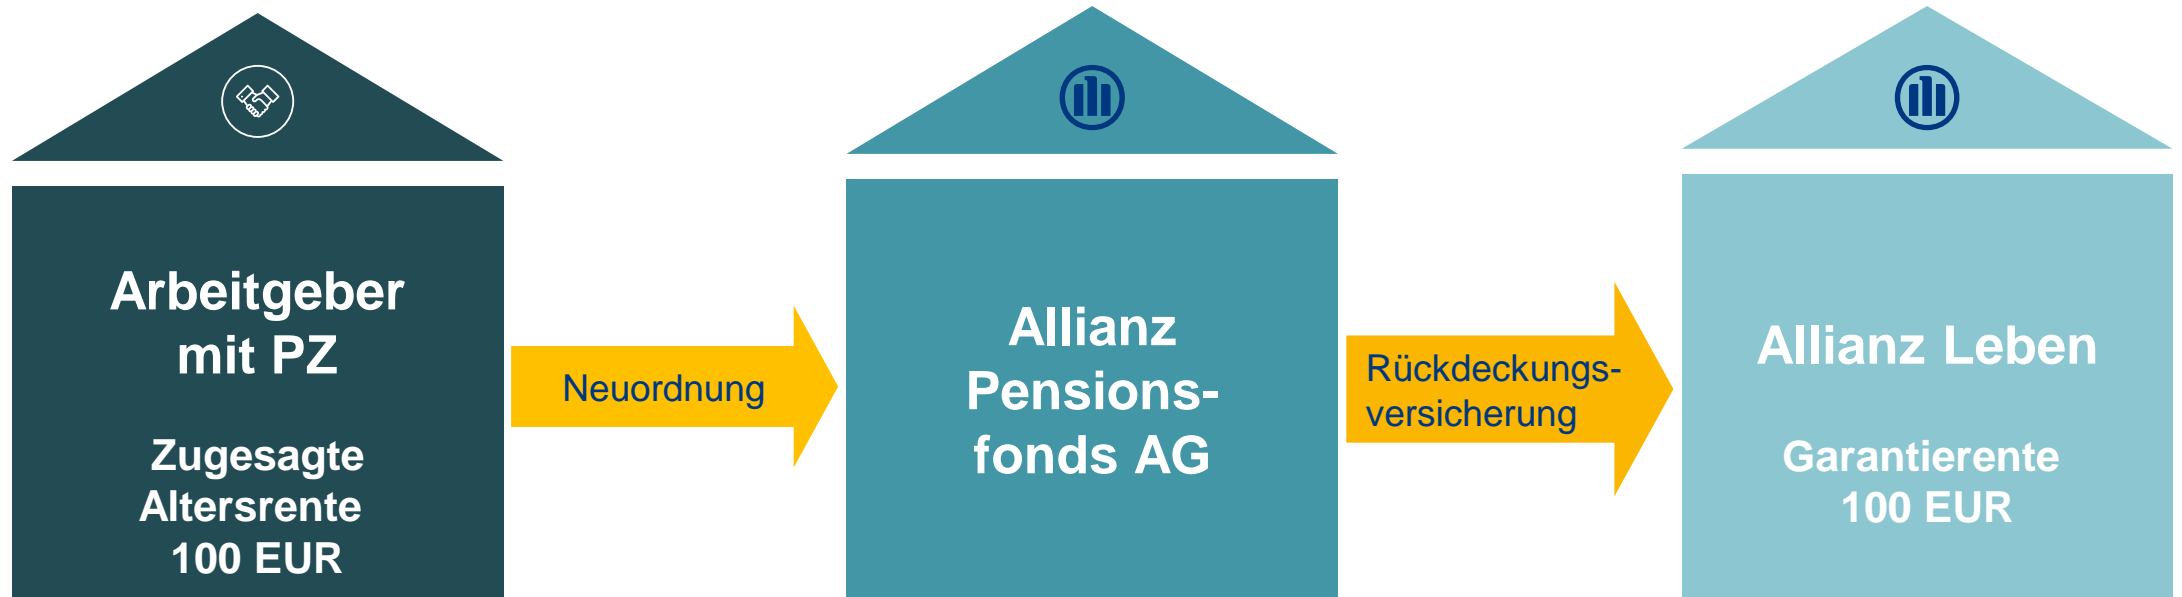 Arbeitgeber
mit PZ
Zugesagte
Altersrente
100 EUR
Neuordnung
Allianz
Pensions-
fonds AG
Rückdeckungs-
versicherung
Allianz Leben
Garantierente
100 EUR